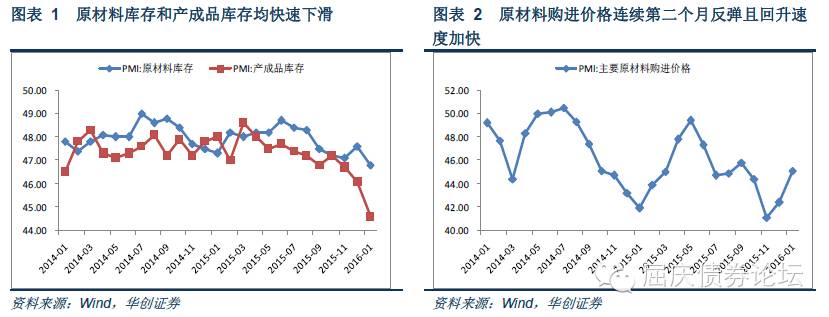 图表 1 原材料库存和产成品库存均快速下滑
PMI:原材料库存 PMI:产成品库存
50.00
49.00
48.00
47.00
46.00
45.00
44.00
2014-01 2014-03 2014-05 2014-07 2014-09 2014-11 2015-01 2015-03 2015-05 2015-07 2015-09 2015-11 2016-01
资料来源：Wind，华创证券
图表 2 原材料购进价格连续第二个月反弹且回升速
度加快
PMI:主要原材料购进价格
52.00
50.00
48.00
46.00
44.00
42.00
40.00
2014-01 2014-03 2014-05 2014-07 2014-09 2014-11 2015-01 2015-03 2015-05 2015-07 2015-09 2015-11 2016-01
资料来源：Wind，华创证券
屈庆债券论坛